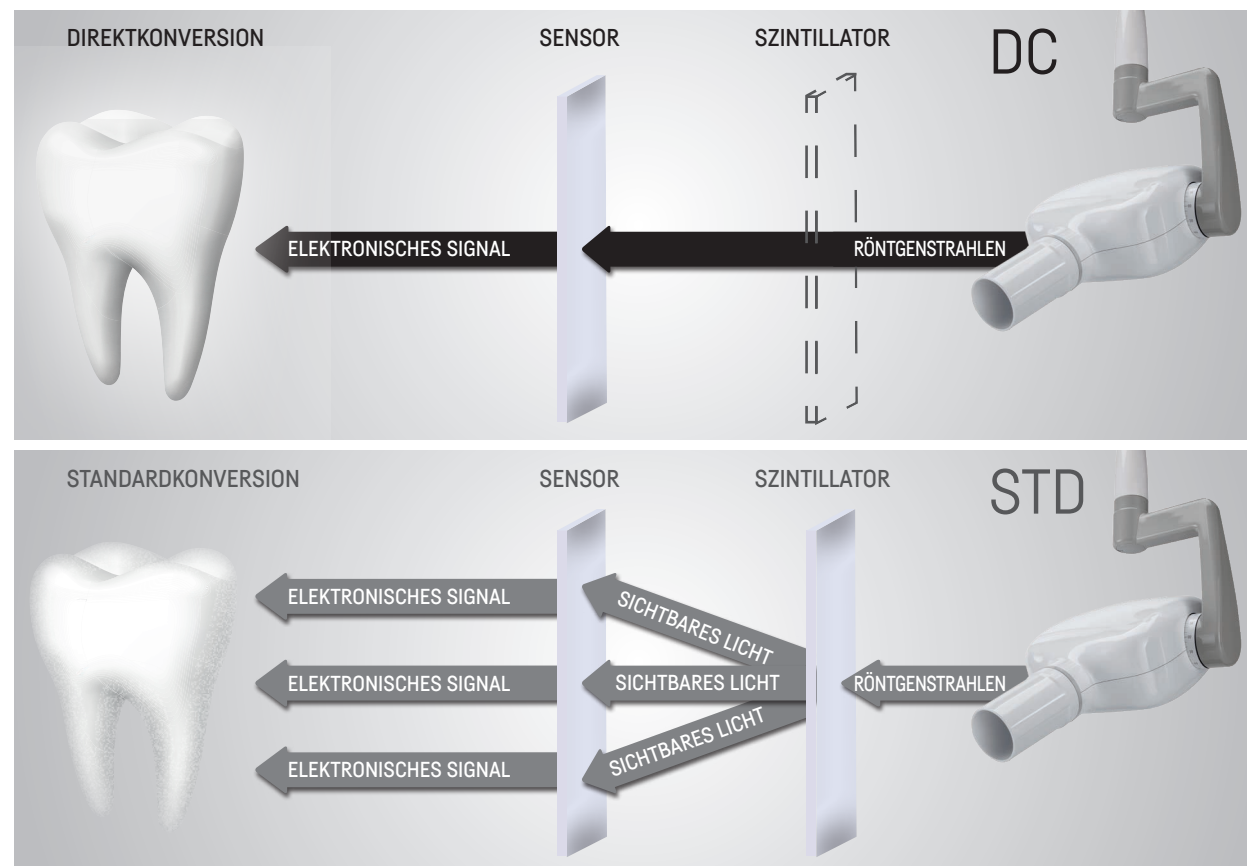 DIREKTKONVERSION
SENSOR
SZINTILLATOR
DC
ELEKTRONISCHES SIGNAL
RÖNTGENSTRAHLEN
STANDARDKONVERSION
SENSOR
SZINTILLATOR
STD
ELEKTRONISCHES SIGNAL
SICHTBARES LICHT
ELEKTRONISCHES SIGNAL
SICHTBARES LICHT
RÖNTGENSTRAHLEN
ELEKTRONISCHES SIGNAL
SICHTBARES LICHT